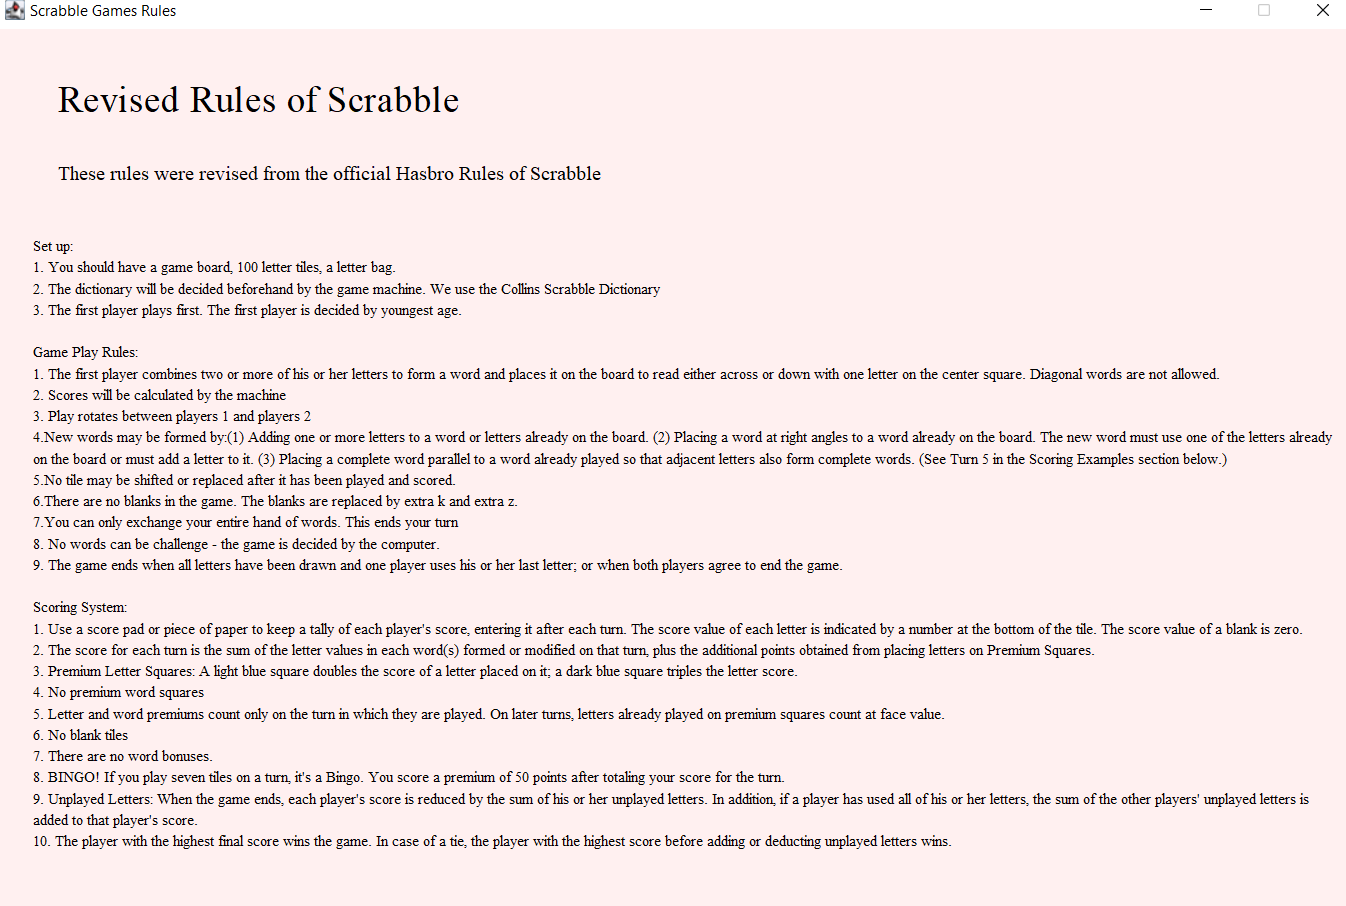 Scrabble Games Rules
Revised Rules of Scrabble
These rules were revised from the official Hasbro Rules of Scrabble
Set up:
1. You should have a game board, 100 letter tiles, a letter bag.
2. The dictionary will be decided beforehand by the game machine. We use the Collins Scrabble Dictionary
3. The first player plays first. The first player is decided by youngest age.
Game Play Rules:
1. The first player combines two or more of his or her letters to form a word and places it on the board to read either across or down with one letter on the center square. Diagonal words are not allowed.
2. Scores will be calculated by the machine
3. Play rotates between players 1 and players 2
4.New words may be formed by:(1) Adding one or more letters to a word or letters already on the board. (2) Placing a word at right angles to a word already on the board. The new word must use one of the letters already
on the board or must add a letter to it. (3) Placing a complete word parallel to a word already played so that adjacent letters also form complete words. (See Turn 5 in the Scoring Examples section below.)
5.No tile may be shifted or replaced after it has been played and scored.
6.There are no blanks in the game. The blanks are replaced by extra k and extra z.
7.You can only exchange your entire hand of words. This ends your turn
8. No words can be challenge - the game is decided by the computer.
9. The game ends when all letters have been drawn and one player uses his or her last letter; or when both players agree to end the game.
Scoring System:
1. Use a score pad or piece of paper to keep a tally of each player's score, entering it after each turn. The score value of each letter is indicated by a number at the bottom of the tile. The score value of a blank is zero.
2. The score for each turn is the sum of the letter values in each word(s) formed or modified on that turn, plus the additional points obtained from placing letters on Premium Squares.
3. Premium Letter Squares: A light blue square doubles the score of a letter placed on it; a dark blue square triples the letter score.
4. No premium word squares
5. Letter and word premiums count only on the turn in which they are played. On later turns, letters already played on premium squares count at face value.
6. No blank tiles
7. There are no word bonuses.
8. BINGO! If you play seven tiles on a turn, it's a Bingo. You score a premium of 50 points after totaling your score for the turn.
9. Unplayed Letters: When the game ends, each player's score is reduced by the sum of his or her unplayed letters. In addition, if a player has used all of his or her letters, the sum of the other players' unplayed letters is
added to that player's score.
10. The player with the highest final score wins the game. In case of a tie, the player with the highest score before adding or deducting unplayed letters wins.